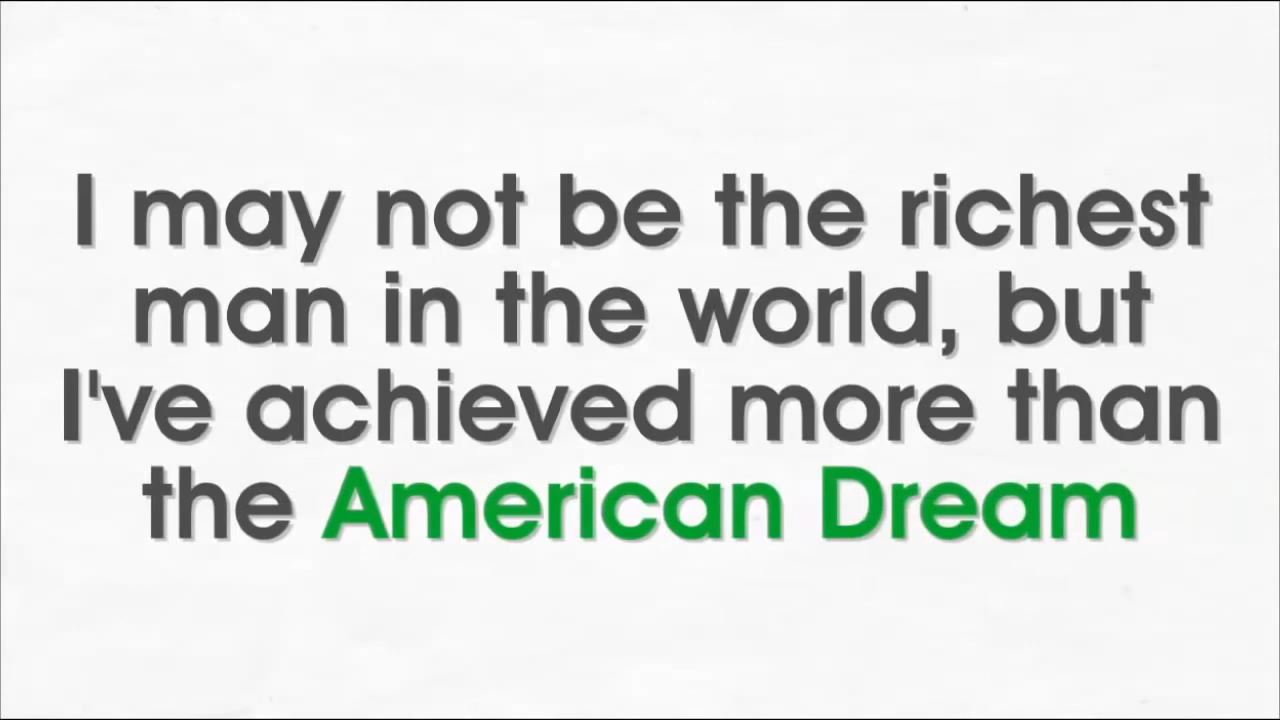 I may not be the richest
man in the world, but
I've achieved more than
the American Dream